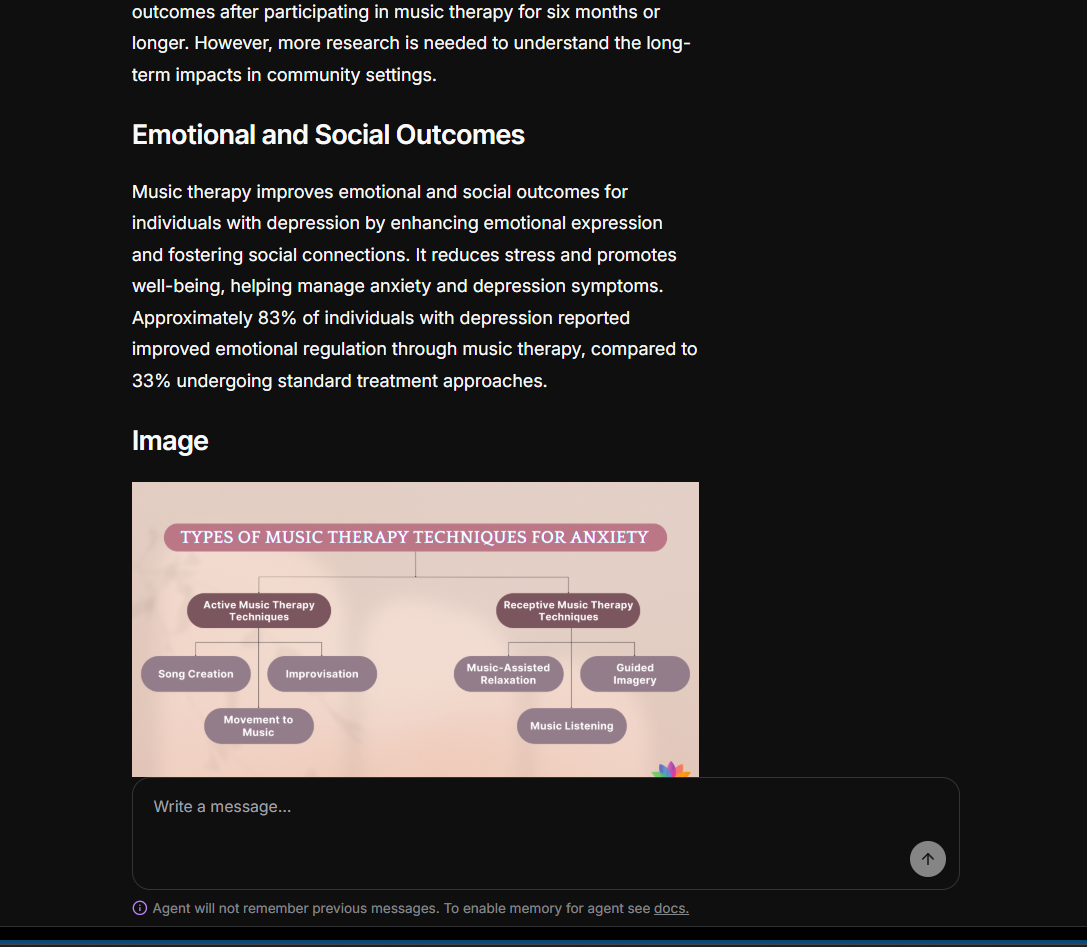 outcomes after participating in music therapy for six months or
longer. However, more research is needed to understand the long-
term impacts in community settings.
Emotional and Social Outcomes
Music therapy improves emotional and social outcomes for
individuals with depression by enhancing emotional expression
and fostering social connections. It reduces stress and promotes
well-being, helping manage anxiety and depression symptoms.
Approximately 83% of individuals with depression reported
improved emotional regulation through music therapy, compared to
33% undergoing standard treatment approaches.
Image
TYPES OF MUSIC THERAPY TECHNIQUES FOR ANXIETY
Active Music Therapy
Techniques
Song Creation
Improvisation
Movement to
Music
Receptive Music Therapy
Techniques
Music-Assisted
Relaxation
Guided
Imagery
Music Listening
Write a message...
Agent will not remember previous messages. To enable memory for agent see docs.